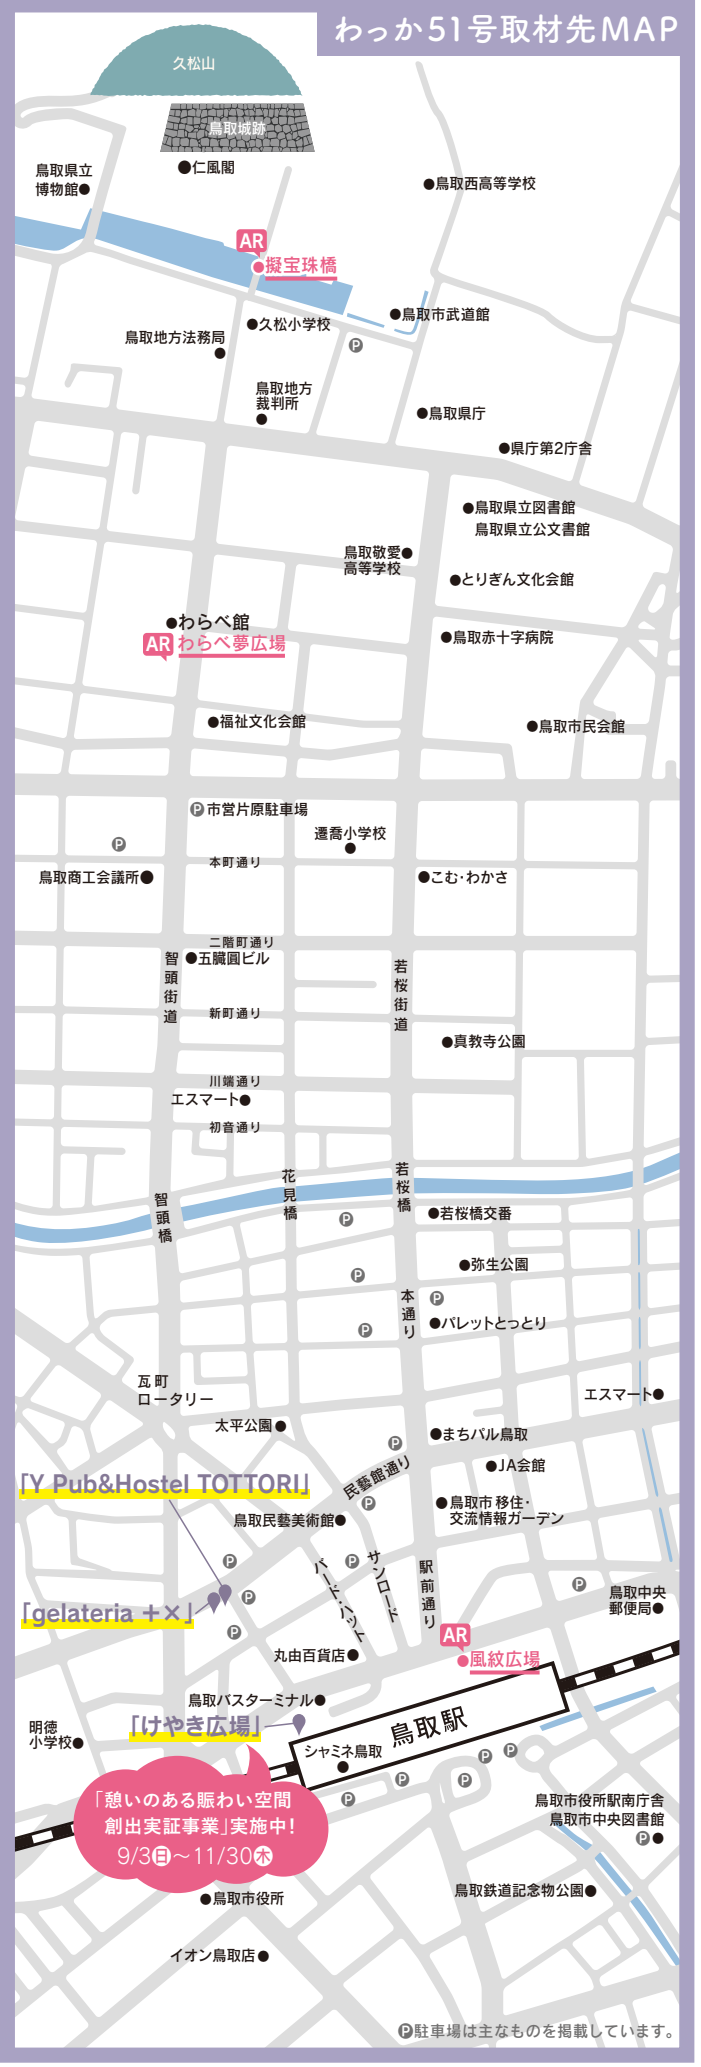 わっか51号取材先MAP
久松山
鳥取城跡
鳥取県立
博物館●
●仁風閣
●鳥取西高等学校
AR
擬宝珠橋
●鳥取市武道館
●久松小学校
鳥取地方法務局
●
P
鳥取地方
裁判所
●
●鳥取県庁
●県庁第2庁舎
●鳥取県立図書館
鳥取県立公文書館
鳥取敬愛●
高等学校
●とりぎん文化会館
●わらべ館
AR わらべ夢広場
●鳥取赤十字病院
●福祉文化会館
●鳥取市民会館
P市営片原駐車場
遷喬小学校
●
P
本町通り
鳥取商工会議所●
●こむ・わかさ
二階町通り
智頭街道
●五臓圓ビル
若桜街道
新町通り
●真教寺公園
川端通り
エスマート●
初音通り
智頭橋
花見橋
若桜橋
P
●若桜橋交番
●弥生公園
P
本通り
P
P
●パレットとっとり
瓦町
ロータリー
エスマート●
太平公園●
●まちパル鳥取
P
民藝館通り
●JA会館
「Y Pub&Hostel TOTTORI」
P
●鳥取市 移住・
交流情報ガーデン
鳥取民藝美術館●
P
P
バード・ハット
サンロード
駅前通り
P
P
鳥取中央
郵便局●
「gelateria +×」
P
AR
●風紋広場
丸由百貨店●
鳥取バスターミナル●
「けやき広場」
鳥取駅
明徳
小学校●
シャミネ鳥取
●
P
P
P
P
P
「憩いのある賑わい空間
創出実証事業」実施中!
9/3日~11/30木
鳥取市役所駅南庁舎
鳥取市中央図書館
P●
●鳥取市役所
鳥取鉄道記念物公園●
イオン鳥取店●
P駐車場は主なものを掲載しています。